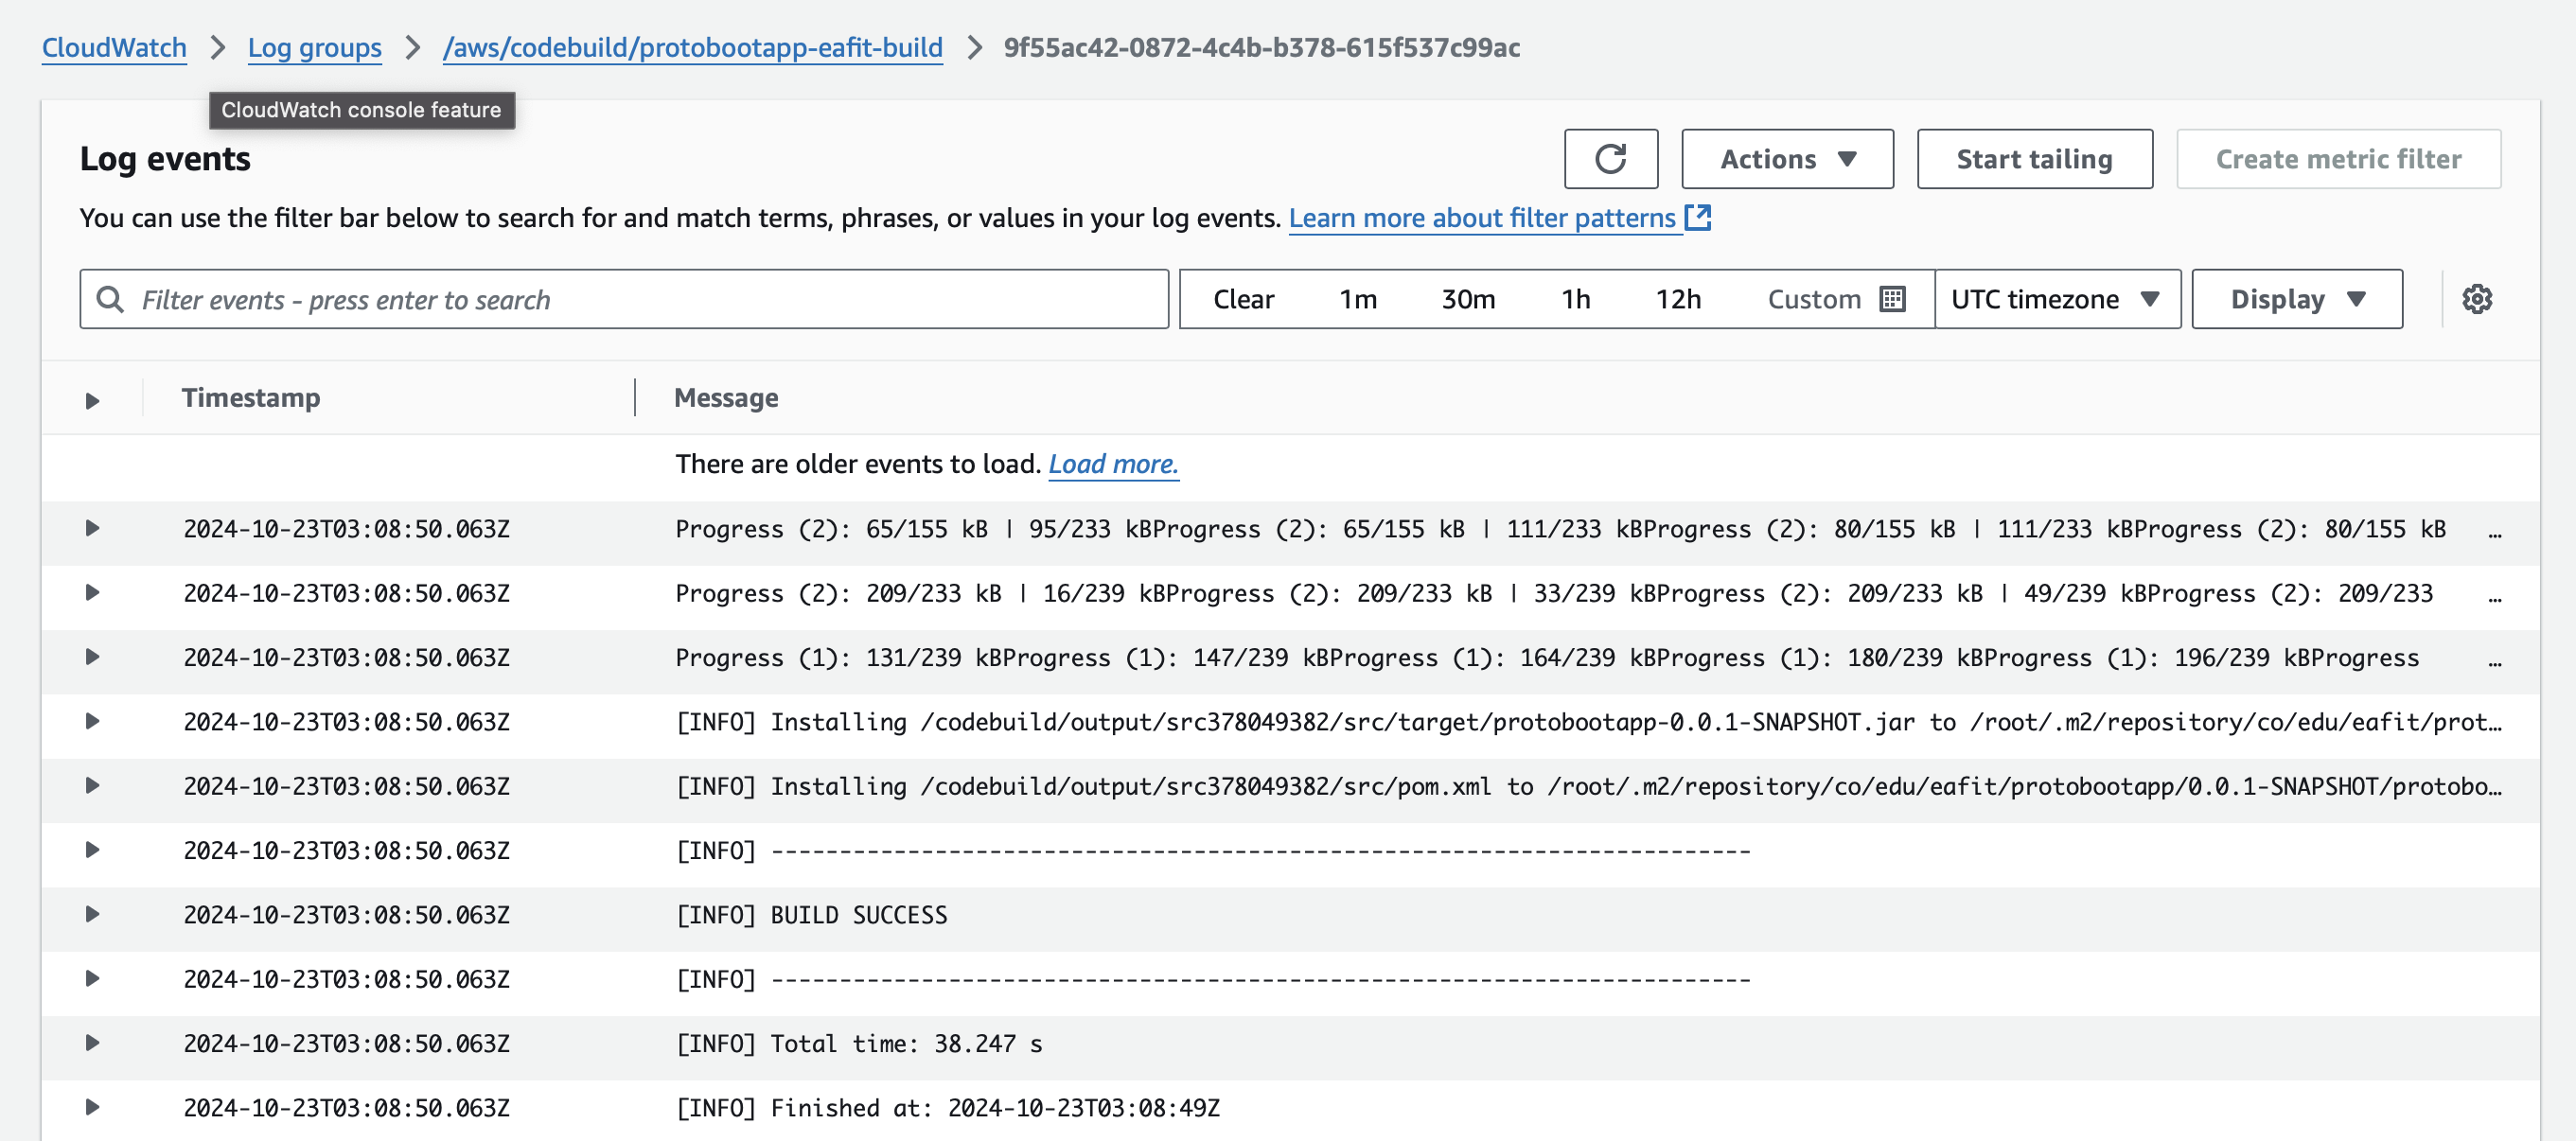 CloudWatch > Log groups > /aws/codebuild/protobootapp-eafit-build > 9f55ac42-0872-4c4b-b378-615f537c99ac
CloudWatch console feature
Log events
Actions
Start tailing
Create metric filter
You can use the filter bar below to search for and match terms, phrases, or values in your log events. Learn more about filter patterns
Filter events - press enter to search
Clear 1m 30m 1h 12h Custom
UTC timezone
Display
Timestamp Message
There are older events to load. Load more.
2024-10-23T03:08:50.063Z Progress (2): 65/155 kB | 95/233 kBProgress (2): 65/155 kB | 111/233 kBProgress (2): 80/155 kB | 111/233 kBProgress (2): 80/155 kB …
2024-10-23T03:08:50.063Z Progress (2): 209/233 kB | 16/239 kBProgress (2): 209/233 kB | 33/239 kBProgress (2): 209/233 kB | 49/239 kBProgress (2): 209/233 …
2024-10-23T03:08:50.063Z Progress (1): 131/239 kBProgress (1): 147/239 kBProgress (1): 164/239 kBProgress (1): 180/239 kBProgress (1): 196/239 kBProgress …
2024-10-23T03:08:50.063Z [INFO] Installing /codebuild/output/src378049382/src/target/protobootapp-0.0.1-SNAPSHOT.jar to /root/.m2/repository/co/edu/eafit/prot…
2024-10-23T03:08:50.063Z [INFO] Installing /codebuild/output/src378049382/src/pom.xml to /root/.m2/repository/co/edu/eafit/protobootapp/0.0.1-SNAPSHOT/protobo…
2024-10-23T03:08:50.063Z [INFO] ------------------------------------------------------------------------
2024-10-23T03:08:50.063Z [INFO] BUILD SUCCESS
2024-10-23T03:08:50.063Z [INFO] ------------------------------------------------------------------------
2024-10-23T03:08:50.063Z [INFO] Total time: 38.247 s
2024-10-23T03:08:50.063Z [INFO] Finished at: 2024-10-23T03:08:49Z